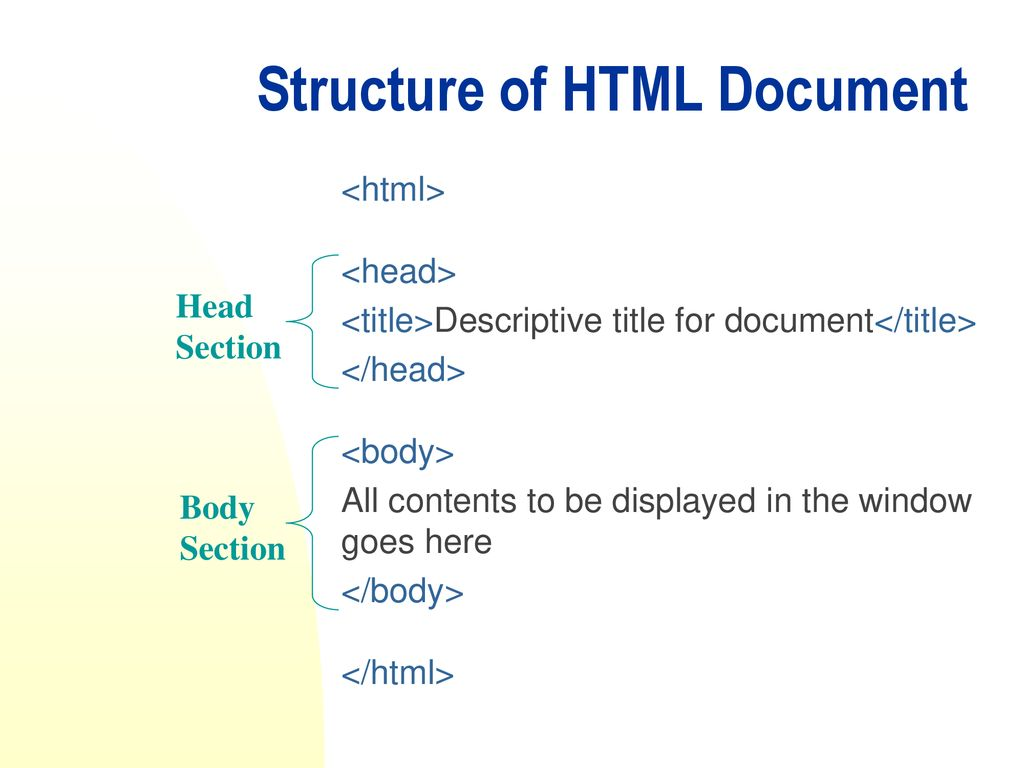 Structure of HTML Document
<html>
<head>
Head
Section
<title>Descriptive title for document</title>
</head>
<body>
Body
Section
All contents to be displayed in the window
goes here
</body>
</html>